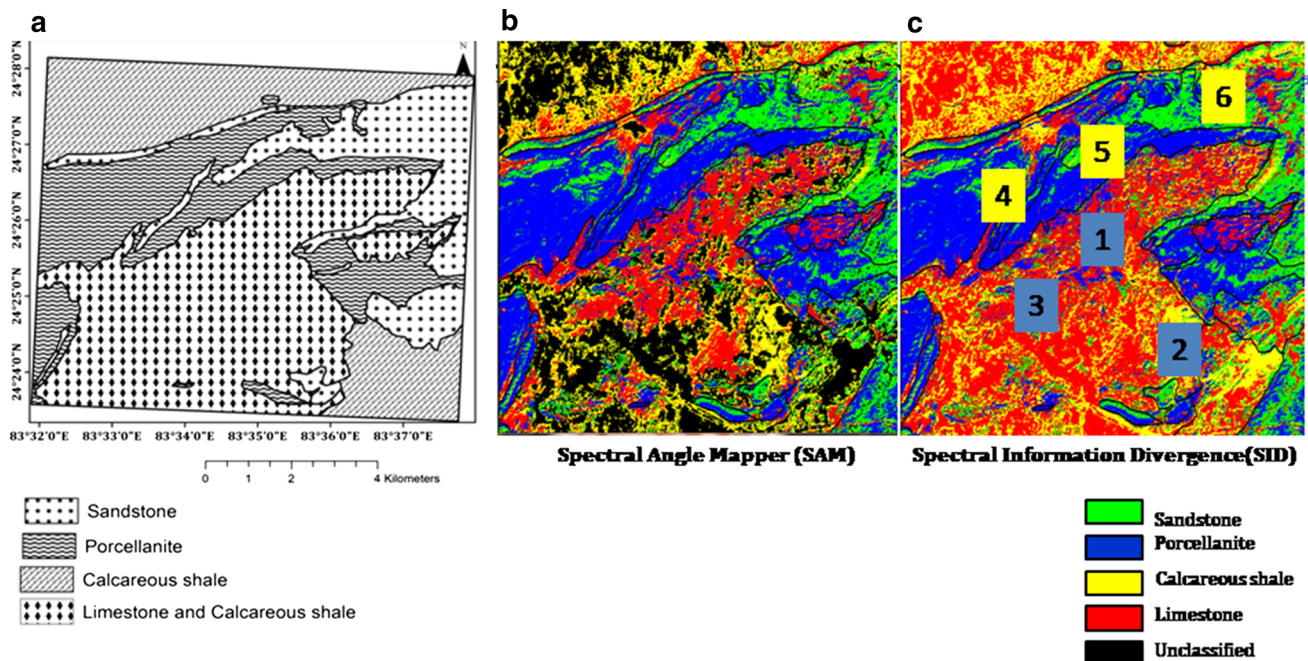 a
b
c
N
24°28'0"N
24°27'0"N
24°26'0"N
24°25'0"N
24°24'0"N
83°32'0"E
83°33'0"E
83°34'0"E
83°35'0"E
83°36'0"E
83°37'0"E
0 1 2 4 Kilometers
Sandstone
Porcellanite
Calcareous shale
Limestone and Calcareous shale
Spectral Angle Mapper (SAM)
6
5
4
1
3
2
Spectral Information Divergence(SID)
Sandstone
Porcellanite
Calcareous shale
Limestone
Unclassified